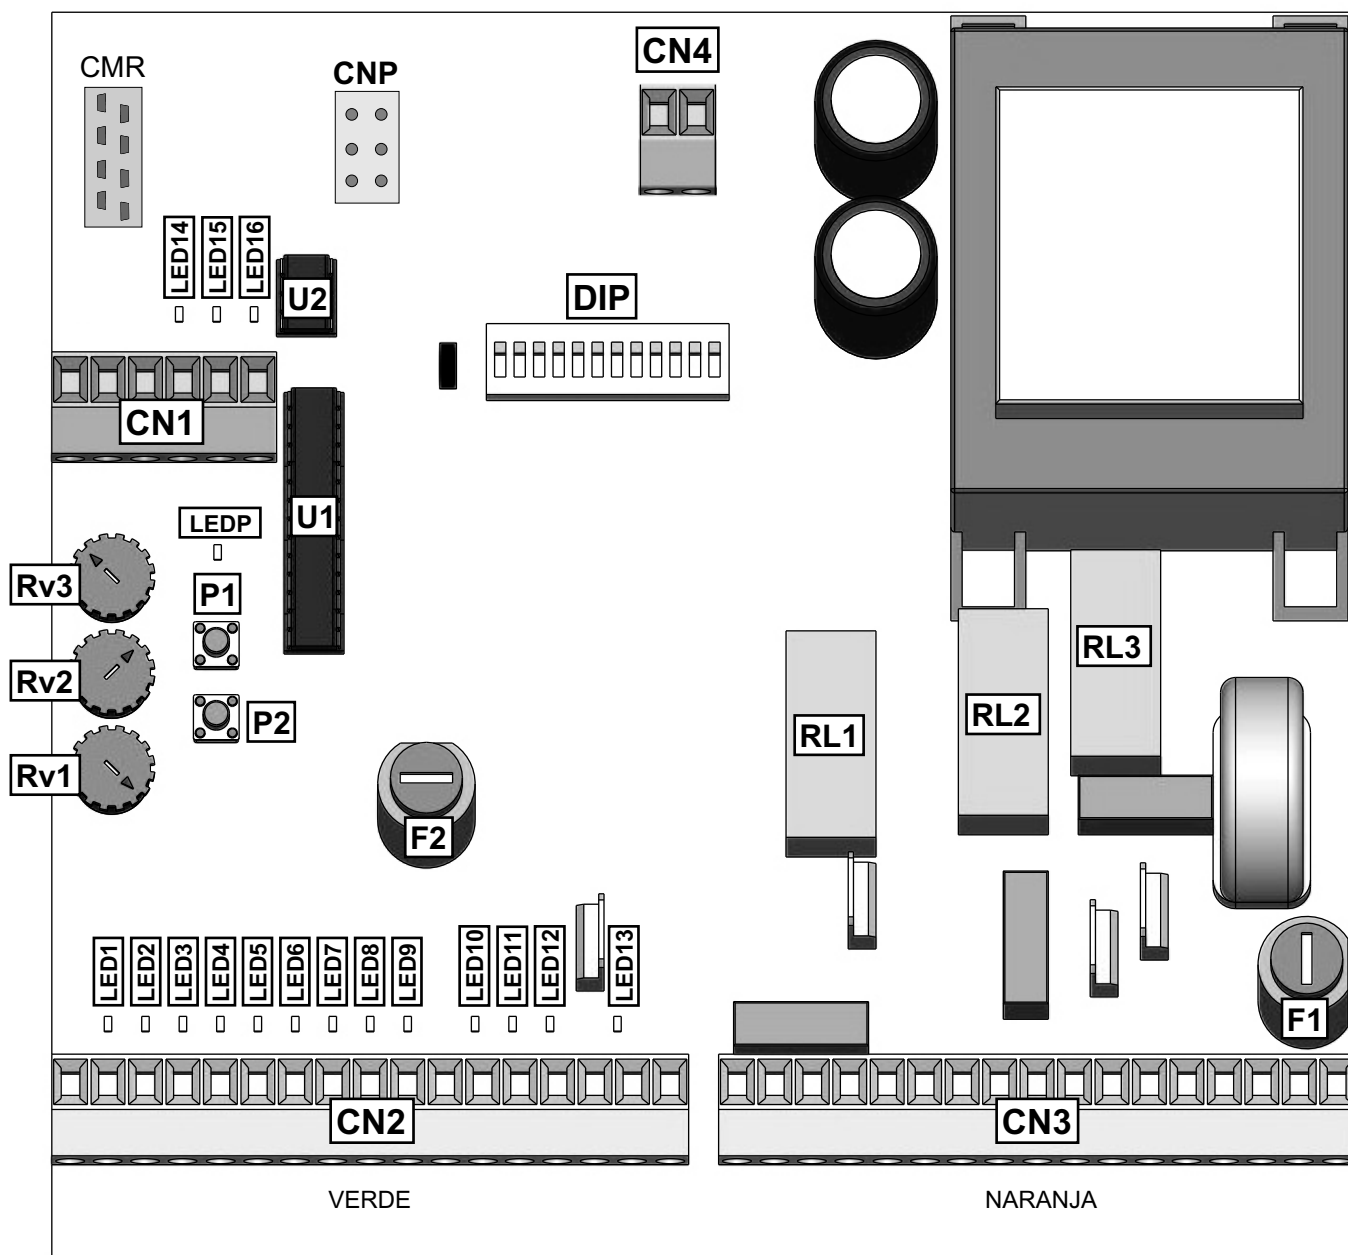 CN4
CMR
CNP
LED14
LED15
LED16
U2
DIP
CN1
U1
LEDP
Rv3
P1
RL3
Rv2
P2
RL2
RL1
Rv1
F2
LED1
LED2
LED3
LED4
LED5
LED6
LED7
LED8
LED9
LED10
LED11
LED12
LED13
F1
CN2
CN3
VERDE
NARANJA